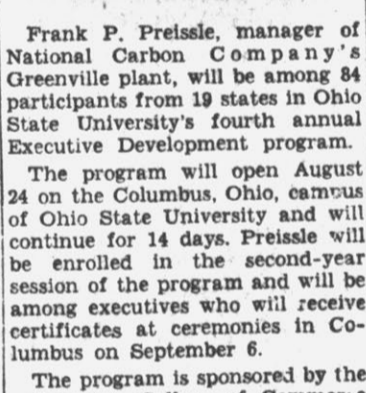 Frank P. Preissle, manager of
National Carbon Company's
Greenville plant, will be among 84
participants from 19 states in Ohio
State University's fourth annual
Executive Development program.
The program will open August
24 on the Columbus, Ohio, campus
of Ohio State University and will
continue for 14 days. Preissle will
be enrolled in the second-year
session of the program and will be
among executives who will receive
certificates at ceremonies in Co-
lumbus on September 6.
The program is sponsored by the